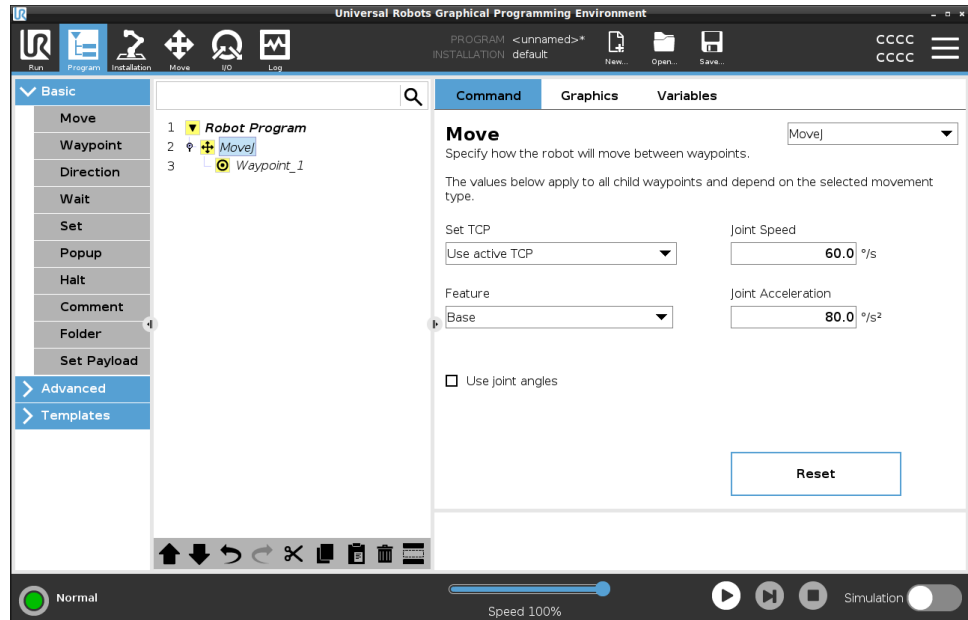 UR
Universal Robots Graphical Programming Environment
UR
Run
Program
Installation
Move
I/O
Log
PROGRAM <unnamed>*
INSTALLATION default
New...
Open...
Save...
CCCC
CCCC
Basic
Move
Waypoint
Direction
Wait
Set
Popup
Halt
Comment
Folder
Set Payload
Advanced
Templates
1 Robot Program
2 MoveJ
3 Waypoint_1
Command Graphics Variables
Move
MoveJ
Specify how the robot will move between waypoints.
The values below apply to all child waypoints and depend on the selected movement
type.
Set TCP
Joint Speed
Use active TCP
60.0 °/s
Feature
Joint Acceleration
Base
80.0 °/s²
Use joint angles
Reset
Normal
Speed 100%
Simulation